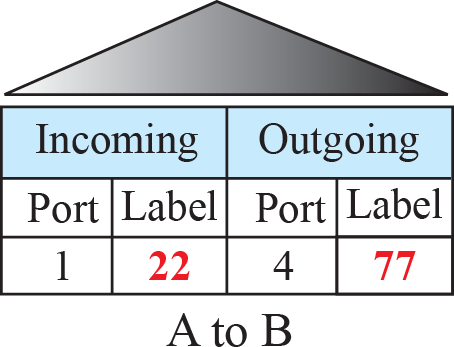 Incoming Outgoing
Port Label Port Label
1 22 4 77
A to B